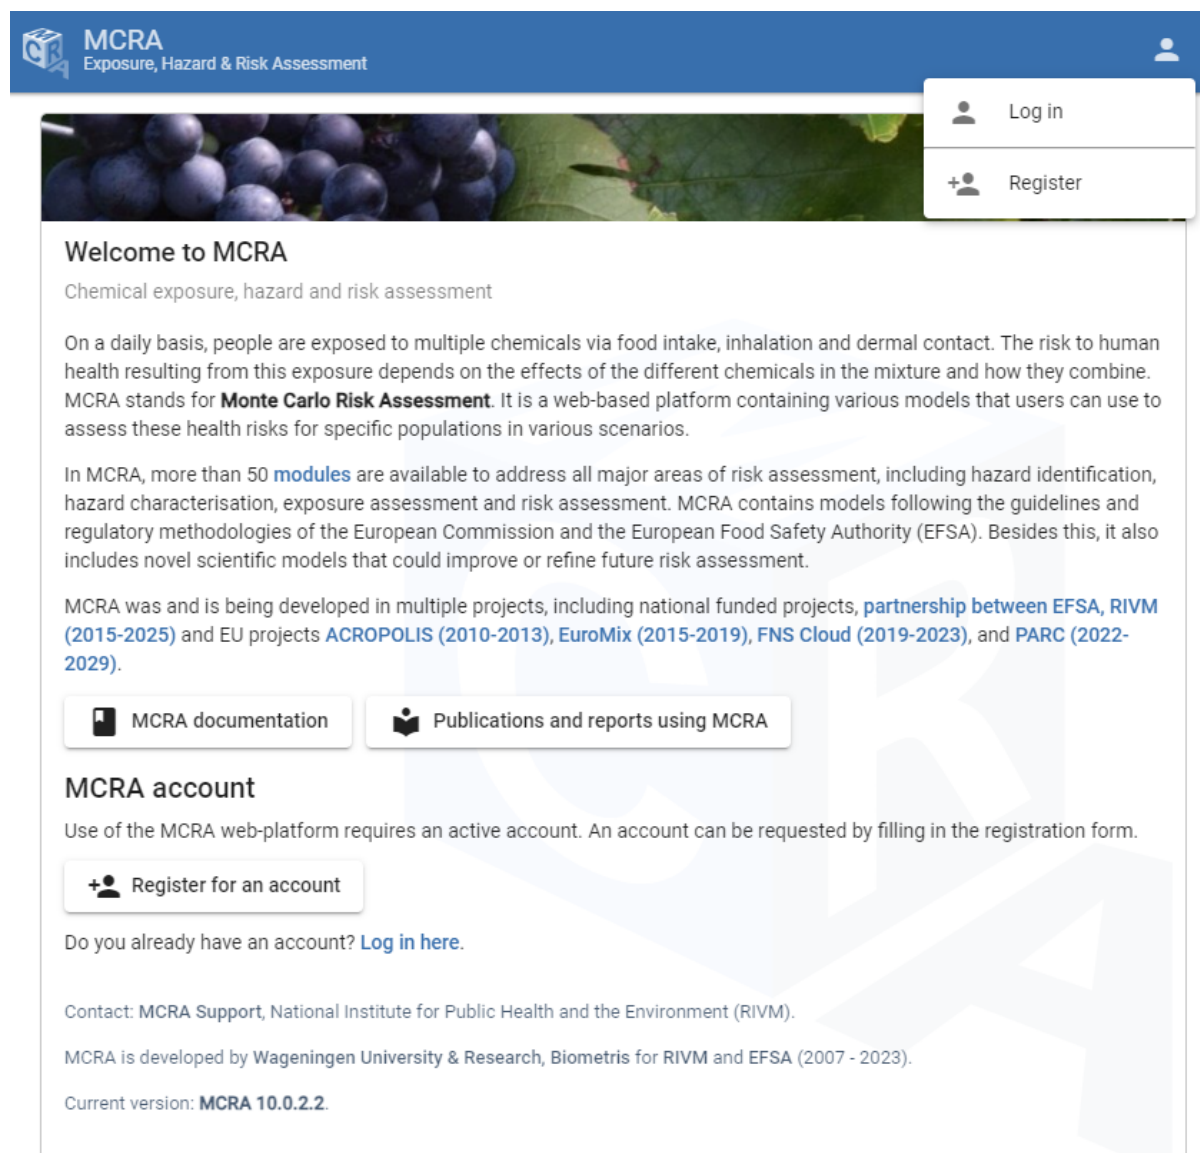 MCRA
Exposure, Hazard & Risk Assessment
Log in
Register
Welcome to MCRA
Chemical exposure, hazard and risk assessment
On a daily basis, people are exposed to multiple chemicals via food intake, inhalation and dermal contact. The risk to human
health resulting from this exposure depends on the effects of the different chemicals in the mixture and how they combine.
MCRA stands for Monte Carlo Risk Assessment. It is a web-based platform containing various models that users can use to
assess these health risks for specific populations in various scenarios.
In MCRA, more than 50 modules are available to address all major areas of risk assessment, including hazard identification,
hazard characterisation, exposure assessment and risk assessment. MCRA contains models following the guidelines and
regulatory methodologies of the European Commission and the European Food Safety Authority (EFSA). Besides this, it also
includes novel scientific models that could improve or refine future risk assessment.
MCRA was and is being developed in multiple projects, including national funded projects, partnership between EFSA, RIVM
(2015-2025) and EU projects ACROPOLIS (2010-2013), EuroMix (2015-2019), FNS Cloud (2019-2023), and PARC (2022-
2029).
MCRA documentation
Publications and reports using MCRA
MCRA account
Use of the MCRA web-platform requires an active account. An account can be requested by filling in the registration form.
Register for an account
Do you already have an account? Log in here.
Contact: MCRA Support, National Institute for Public Health and the Environment (RIVM).
MCRA is developed by Wageningen University & Research, Biometris for RIVM and EFSA (2007 - 2023).
Current version: MCRA 10.0.2.2.